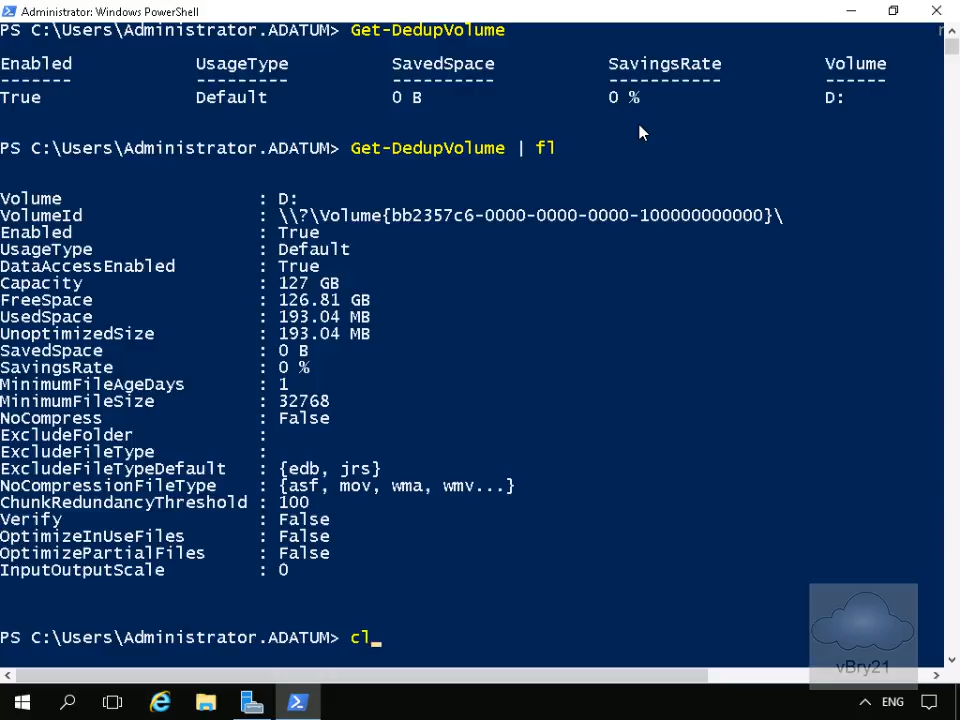 Administrator: Windows PowerShell
PS C:\Users\Administrator.ADATUM> Get-DedupVolume
Enabled UsageType SavedSpace SavingsRate Volume
------- --------- ---------- ----------- ------
True Default 0 B 0 % D:
PS C:\Users\Administrator.ADATUM> Get-DedupVolume | fl
Volume : D:
VolumeId : \\?\Volume{bb2357c6-0000-0000-0000-100000000000}\
Enabled : True
UsageType : Default
DataAccessEnabled : True
Capacity : 127 GB
FreeSpace : 126.81 GB
UsedSpace : 193.04 MB
UnoptimizedSize : 193.04 MB
SavedSpace : 0 B
SavingsRate : 0 %
MinimumFileAgeDays : 1
MinimumFileSize : 32768
NoCompress : False
ExcludeFolder :
ExcludeFileType :
ExcludeFileTypeDefault : {edb, jrs}
NoCompressionFileType : {asf, mov, wma, wmv...}
ChunkRedundancyThreshold : 100
Verify : False
OptimizeInUseFiles : False
OptimizePartialFiles : False
InputOutputScale : 0
PS C:\Users\Administrator.ADATUM> cl_
vBry21
ENG